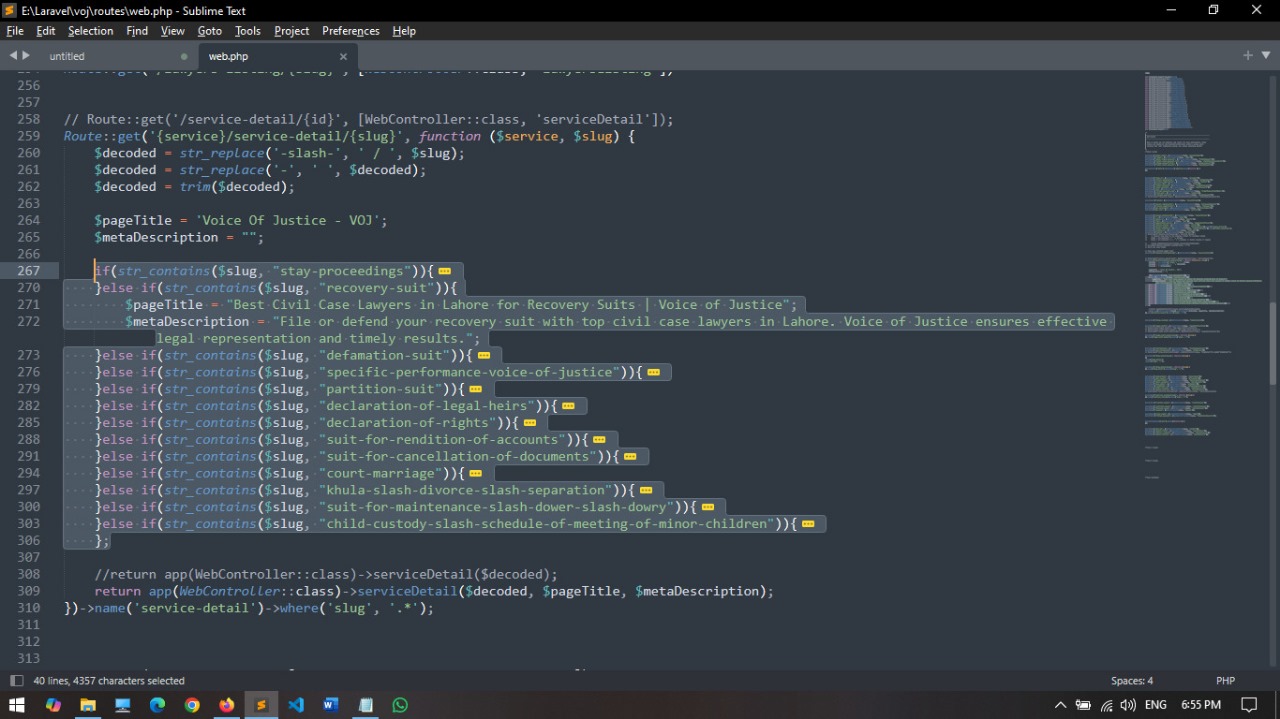 E:\Laravel\voj\routes\web.php - Sublime Text
File Edit Selection Find View Goto Tools Project Preferences Help
untitled web.php
256
257
258 // Route::get('/service-detail/{id}', [WebController::class, 'serviceDetail']);
259 Route::get('{service}/service-detail/{slug}', function ($service, $slug) {
260 $decoded = str_replace('-slash-', ' / ', $slug);
261 $decoded = str_replace('-', ' ', $decoded);
262 $decoded = trim($decoded);
263
264 $pageTitle = 'Voice Of Justice - VOJ';
265 $metaDescription = "";
266
267 if(str_contains($slug, "stay-proceedings")){
270 }else if(str_contains($slug, "recovery-suit")){
271 $pageTitle = "Best Civil Case Lawyers in Lahore for Recovery Suits | Voice of Justice";
272 $metaDescription = "File or defend your recovery suit with top civil case lawyers in Lahore. Voice of Justice ensures effective
legal representation and timely results.";
273 }else if(str_contains($slug, "defamation-suit")){
276 }else if(str_contains($slug, "specific-performance-voice-of-justice")){
279 }else if(str_contains($slug, "partition-suit")){
282 }else if(str_contains($slug, "declaration-of-legal-heirs")){
285 }else if(str_contains($slug, "declaration-of-rights")){
288 }else if(str_contains($slug, "suit-for-rendition-of-accounts")){
291 }else if(str_contains($slug, "suit-for-cancellation-of-documents")){
294 }else if(str_contains($slug, "court-marriage")){
297 }else if(str_contains($slug, "khula-slash-divorce-slash-separation")){
300 }else if(str_contains($slug, "suit-for-maintenance-slash-dower-slash-dowry")){
303 }else if(str_contains($slug, "child-custody-slash-schedule-of-meeting-of-minor-children")){
306 };
307
308 //return app(WebController::class)->serviceDetail($decoded);
309 return app(WebController::class)->serviceDetail($decoded, $pageTitle, $metaDescription);
310 })->name('service-detail')->where('slug', '.*');
311
312
313
40 lines, 4357 characters selected Spaces: 4 PHP
ENG 6:55 PM